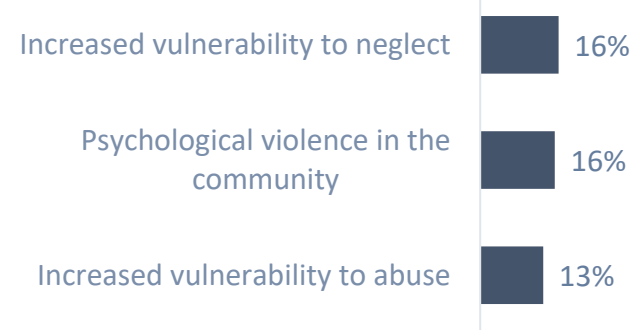 Increased vulnerability to neglect 16%
Psychological violence in the
community 16%
Increased vulnerability to abuse 13%